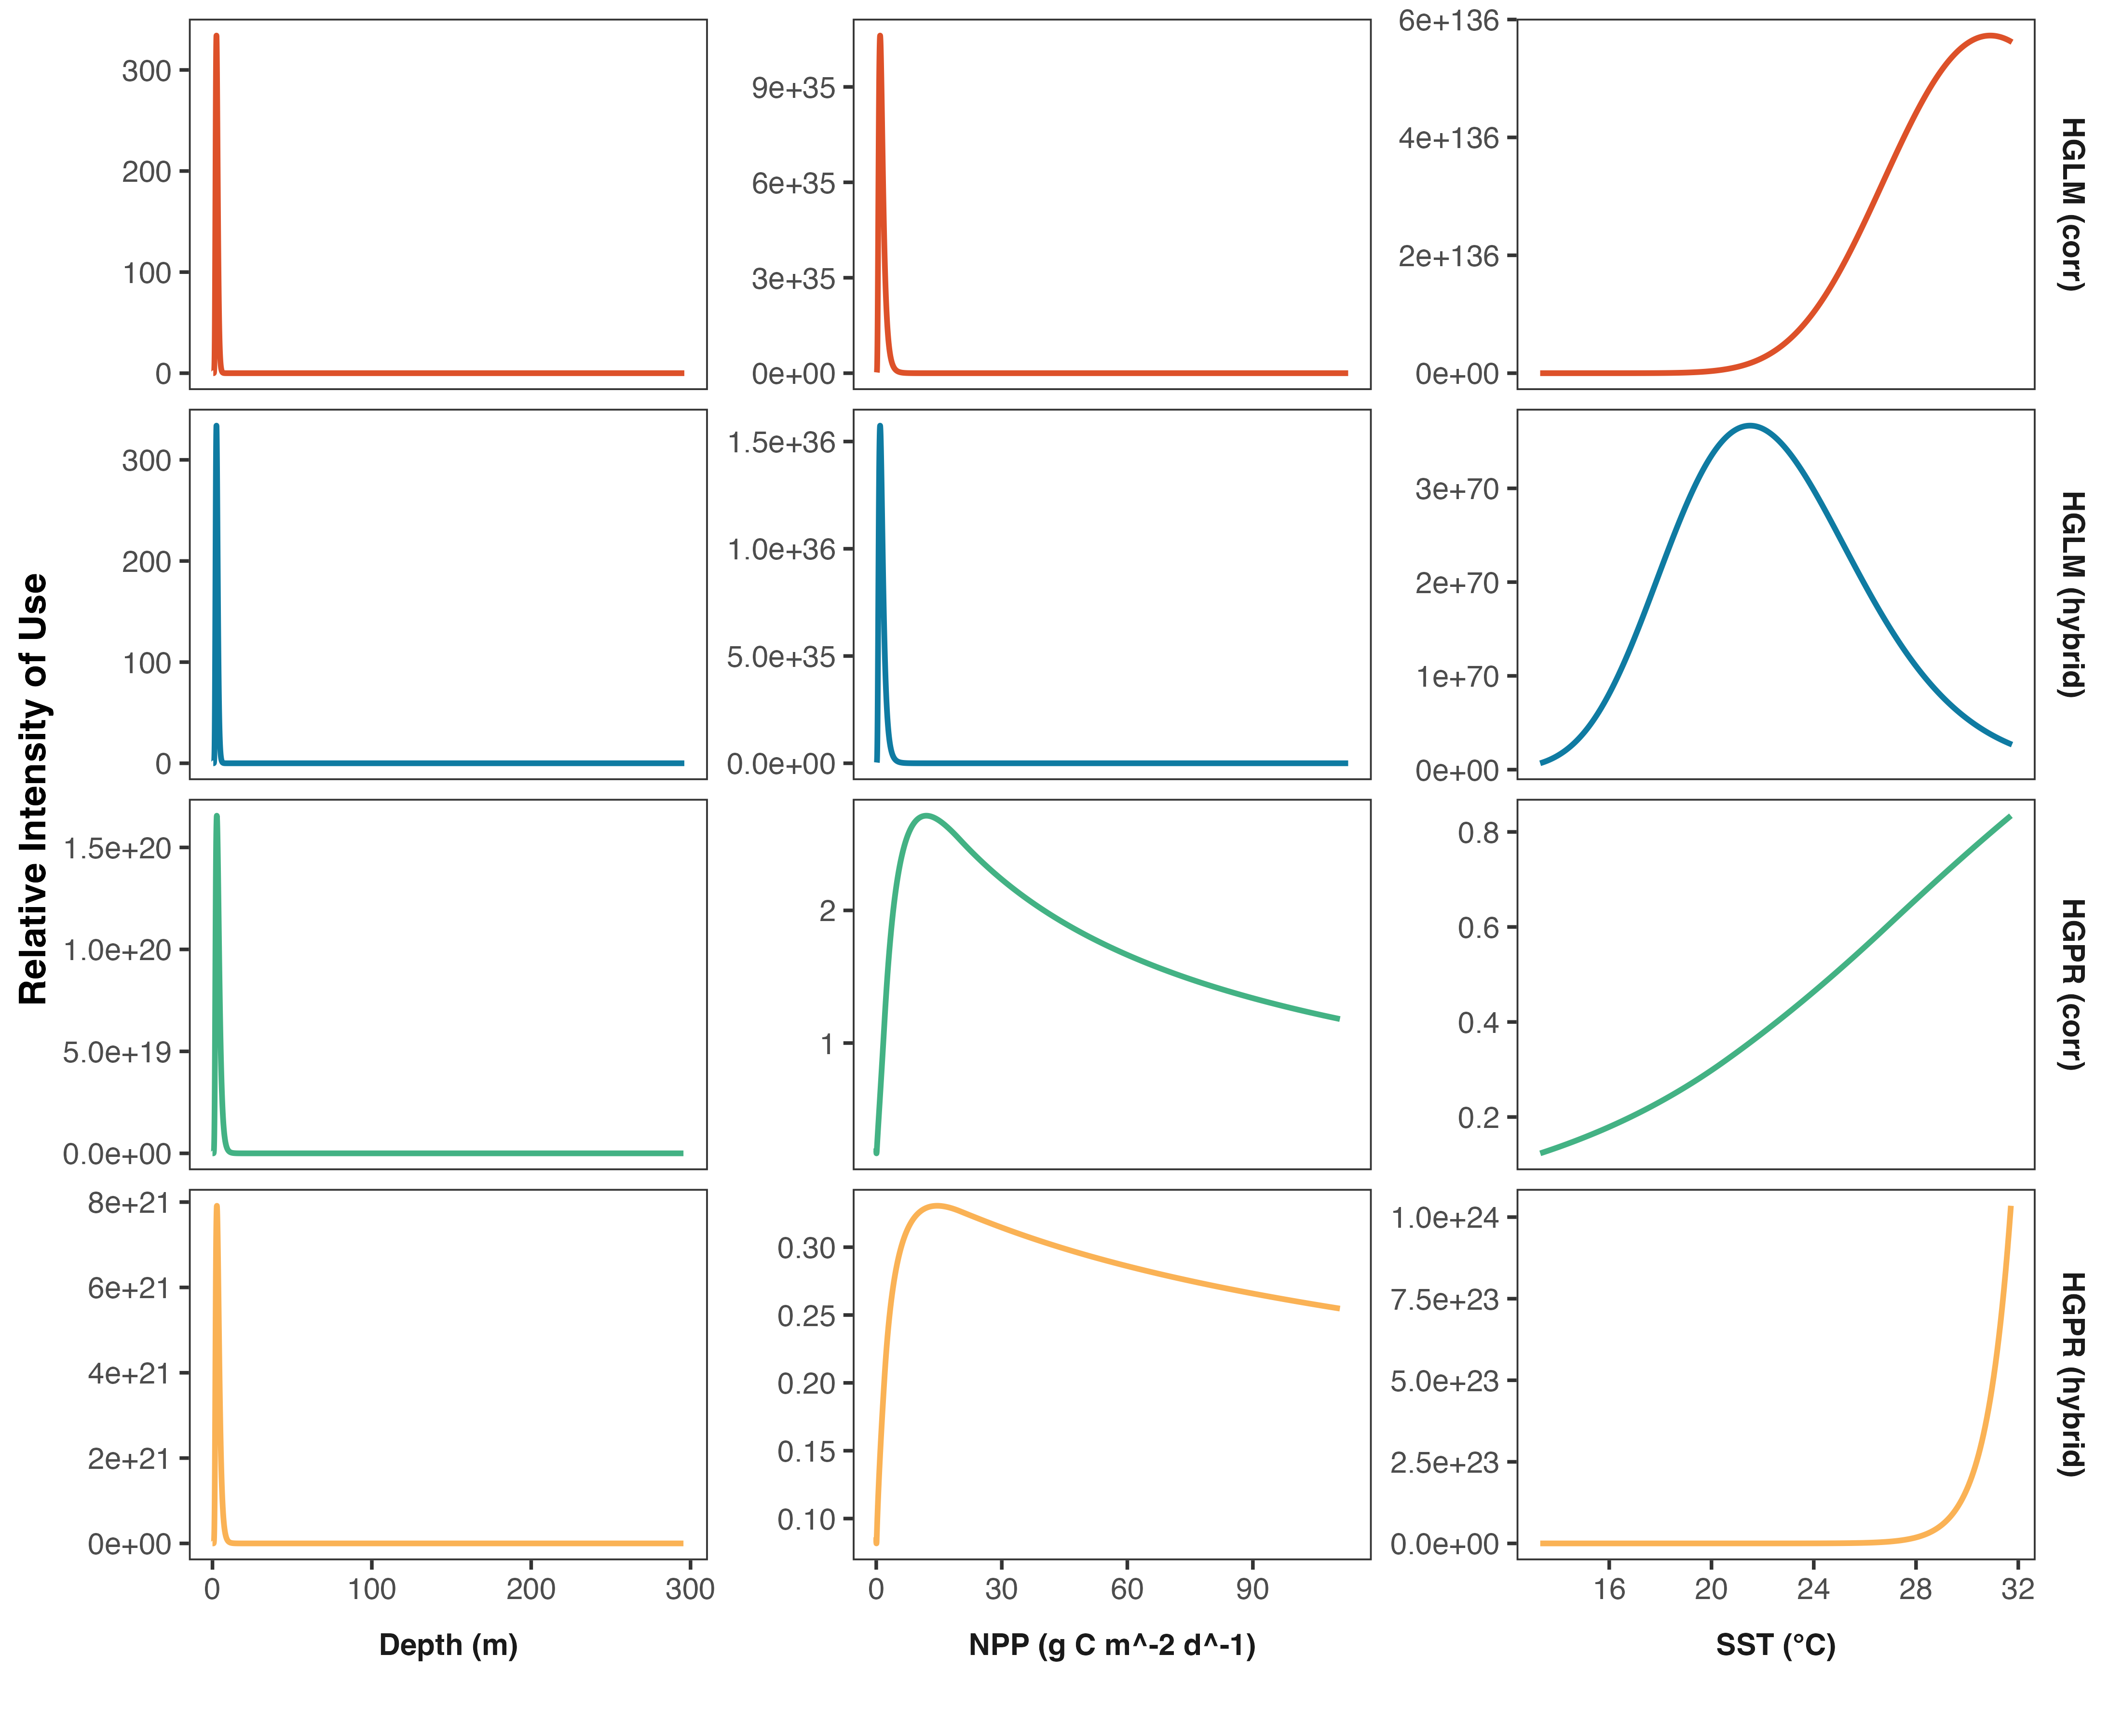 Relative Intensity of Use
300
200
100
0
9e+35
6e+35
3e+35
0e+00
6e+136
4e+136
2e+136
0e+00
HGLM (corr)
300
200
100
0
1.5e+36
1.0e+36
5.0e+35
0.0e+00
3e+70
2e+70
1e+70
0e+00
HGLM (hybrid)
1.5e+20
1.0e+20
5.0e+19
0.0e+00
2
1
0.8
0.6
0.4
0.2
HGPR (corr)
8e+21
6e+21
4e+21
2e+21
0e+00
0.30
0.25
0.20
0.15
0.10
1.0e+24
7.5e+23
5.0e+23
2.5e+23
0.0e+00
HGPR (hybrid)
0 100 200 300
0 30 60 90
16 20 24 28 32
Depth (m)
NPP (g C m^-2 d^-1)
SST (°C)